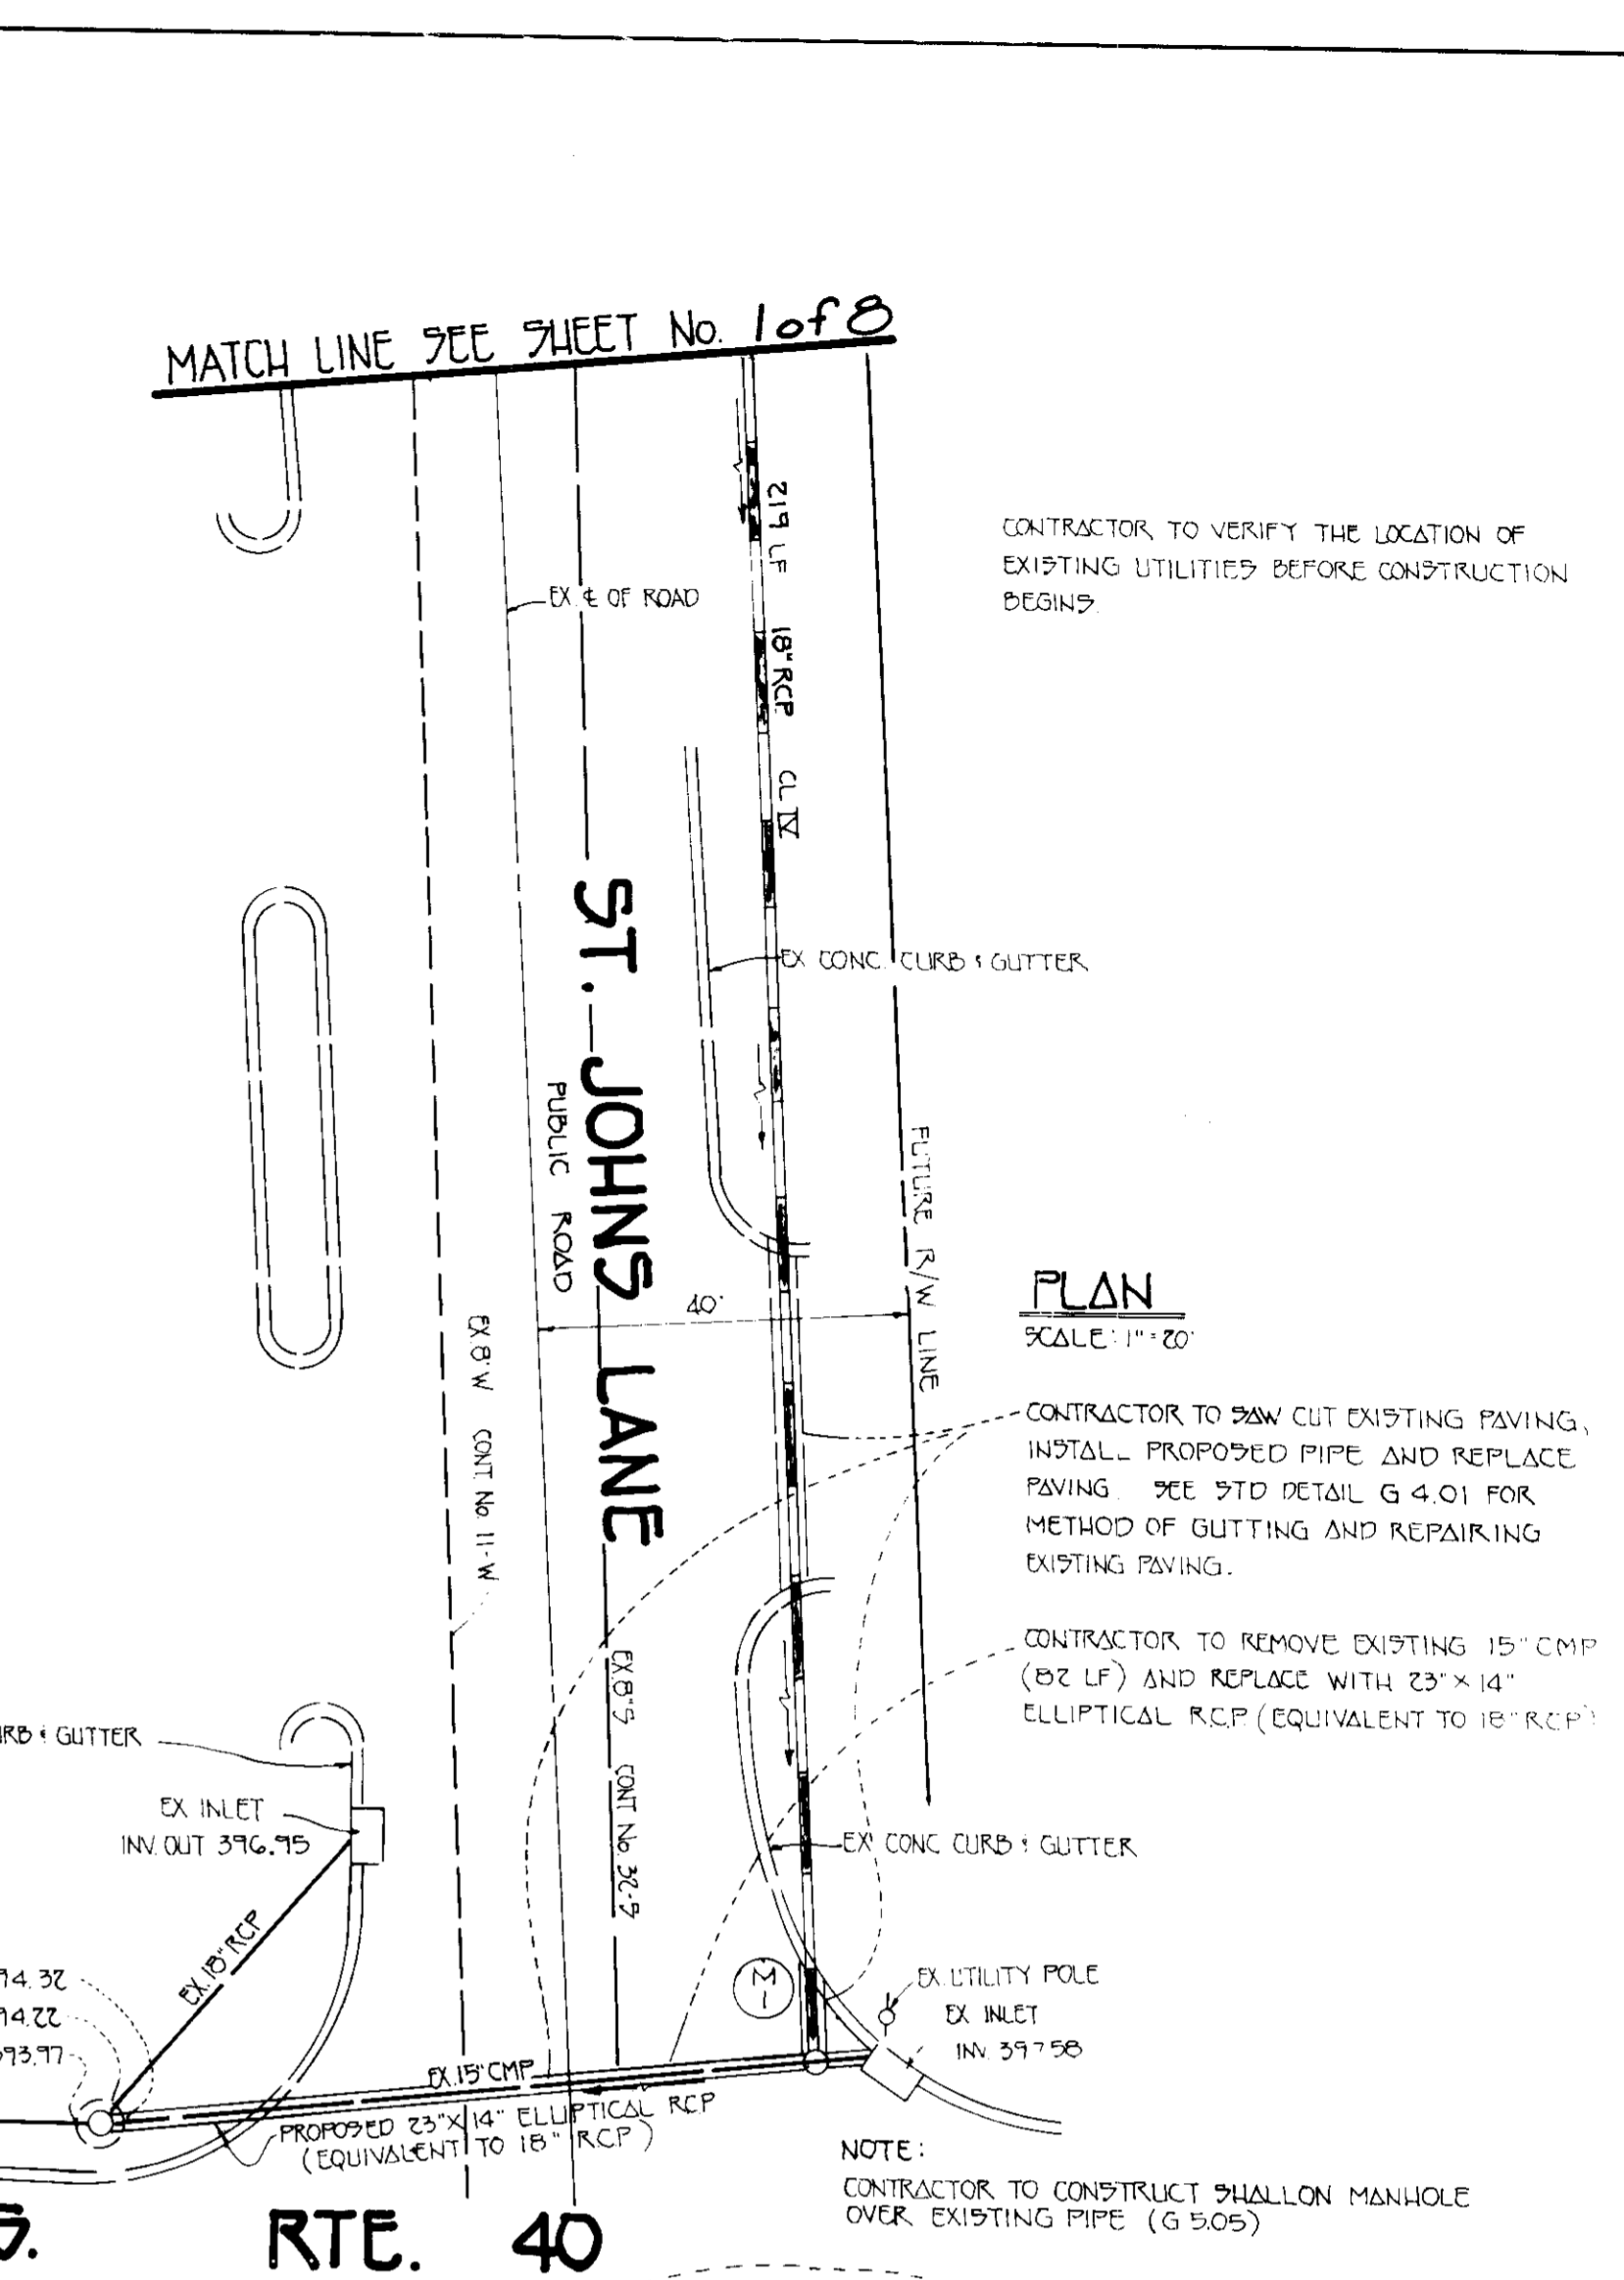 MATCH LINE SEE SHEET No. 1 of 8
219 LF 18" RCP CL IV
CONTRACTOR TO VERIFY THE LOCATION OF
EXISTING UTILITIES BEFORE CONSTRUCTION
BEGINS.
EX. ℄ OF ROAD
ST. JOHNS LANE
PUBLIC ROAD
EX CONC. CURB & GUTTER
FUTURE R/W LINE
40'
PLAN
SCALE: 1" = 20'
EX. 8" W CONT. No. 11-W
CONTRACTOR TO SAW CUT EXISTING PAVING,
INSTALL PROPOSED PIPE AND REPLACE
PAVING. SEE STD DETAIL G 4.01 FOR
METHOD OF GUTTING AND REPAIRING
EXISTING PAVING.
CONTRACTOR TO REMOVE EXISTING 15" CMP
(82 LF) AND REPLACE WITH 23" X 14"
ELLIPTICAL R.C.P. (EQUIVALENT TO 18" RCP)
EX. 8" S CONT No. 32-S
URB & GUTTER
EX INLET
INV. OUT 396.95
EX. 18" RCP
EX. CONC CURB & GUTTER
M-1
EX. UTILITY POLE
EX INLET
INV. 397.58
94.32
94.22
393.97
EX. 15" CMP
PROPOSED 23" X 14" ELLIPTICAL RCP
(EQUIVALENT TO 18" RCP)
NOTE:
CONTRACTOR TO CONSTRUCT SHALLON MANHOLE
OVER EXISTING PIPE (G 5.05)
S. RTE. 40